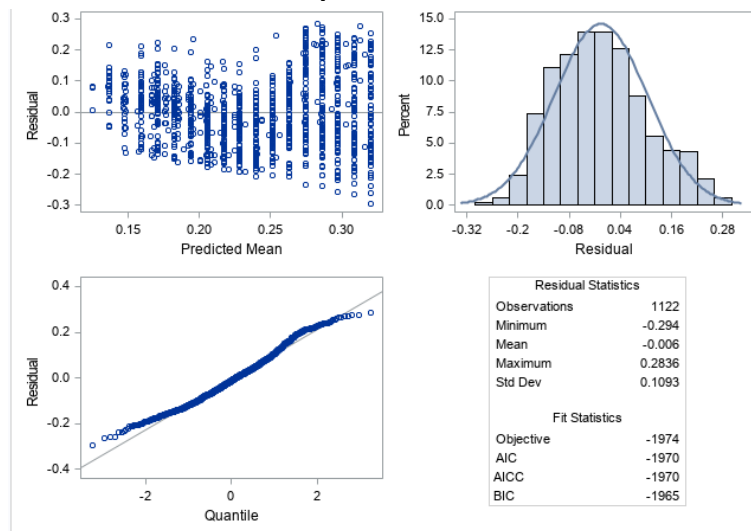 0.3
0.2
0.1
0.0
-0.1
-0.2
-0.3
Residual
0.15 0.20 0.25 0.30
Predicted Mean
15.0
12.5
10.0
7.5
5.0
2.5
0.0
Percent
-0.32 -0.2 -0.08 0.04 0.16 0.28
Residual
0.4
0.2
0.0
-0.2
-0.4
Residual
-2 0 2
Quantile
Residual Statistics
Observations 1122
Minimum -0.294
Mean -0.006
Maximum 0.2836
Std Dev 0.1093
Fit Statistics
Objective -1974
AIC -1970
AICC -1970
BIC -1965